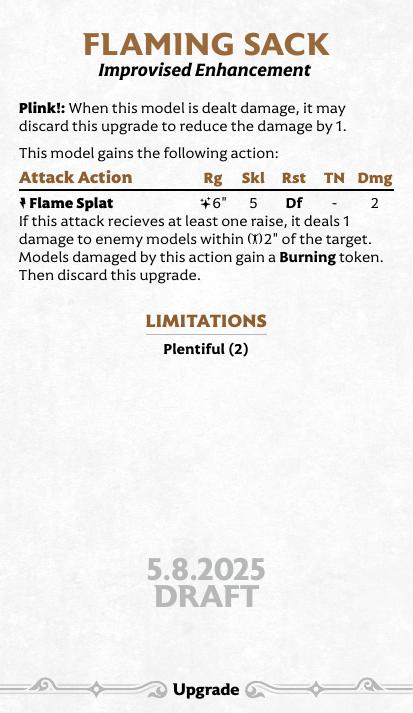 FLAMING SACK
Improvised Enhancement
Plink!: When this model is dealt damage, it may
discard this upgrade to reduce the damage by 1.
This model gains the following action:
Attack Action Rg Skl Rst TN Dmg
Flame Splat 6" 5 Df - 2
If this attack recieves at least one raise, it deals 1
damage to enemy models within 2" of the target.
Models damaged by this action gain a Burning token.
Then discard this upgrade.
LIMITATIONS
Plentiful (2)
5.8.2025
DRAFT
Upgrade